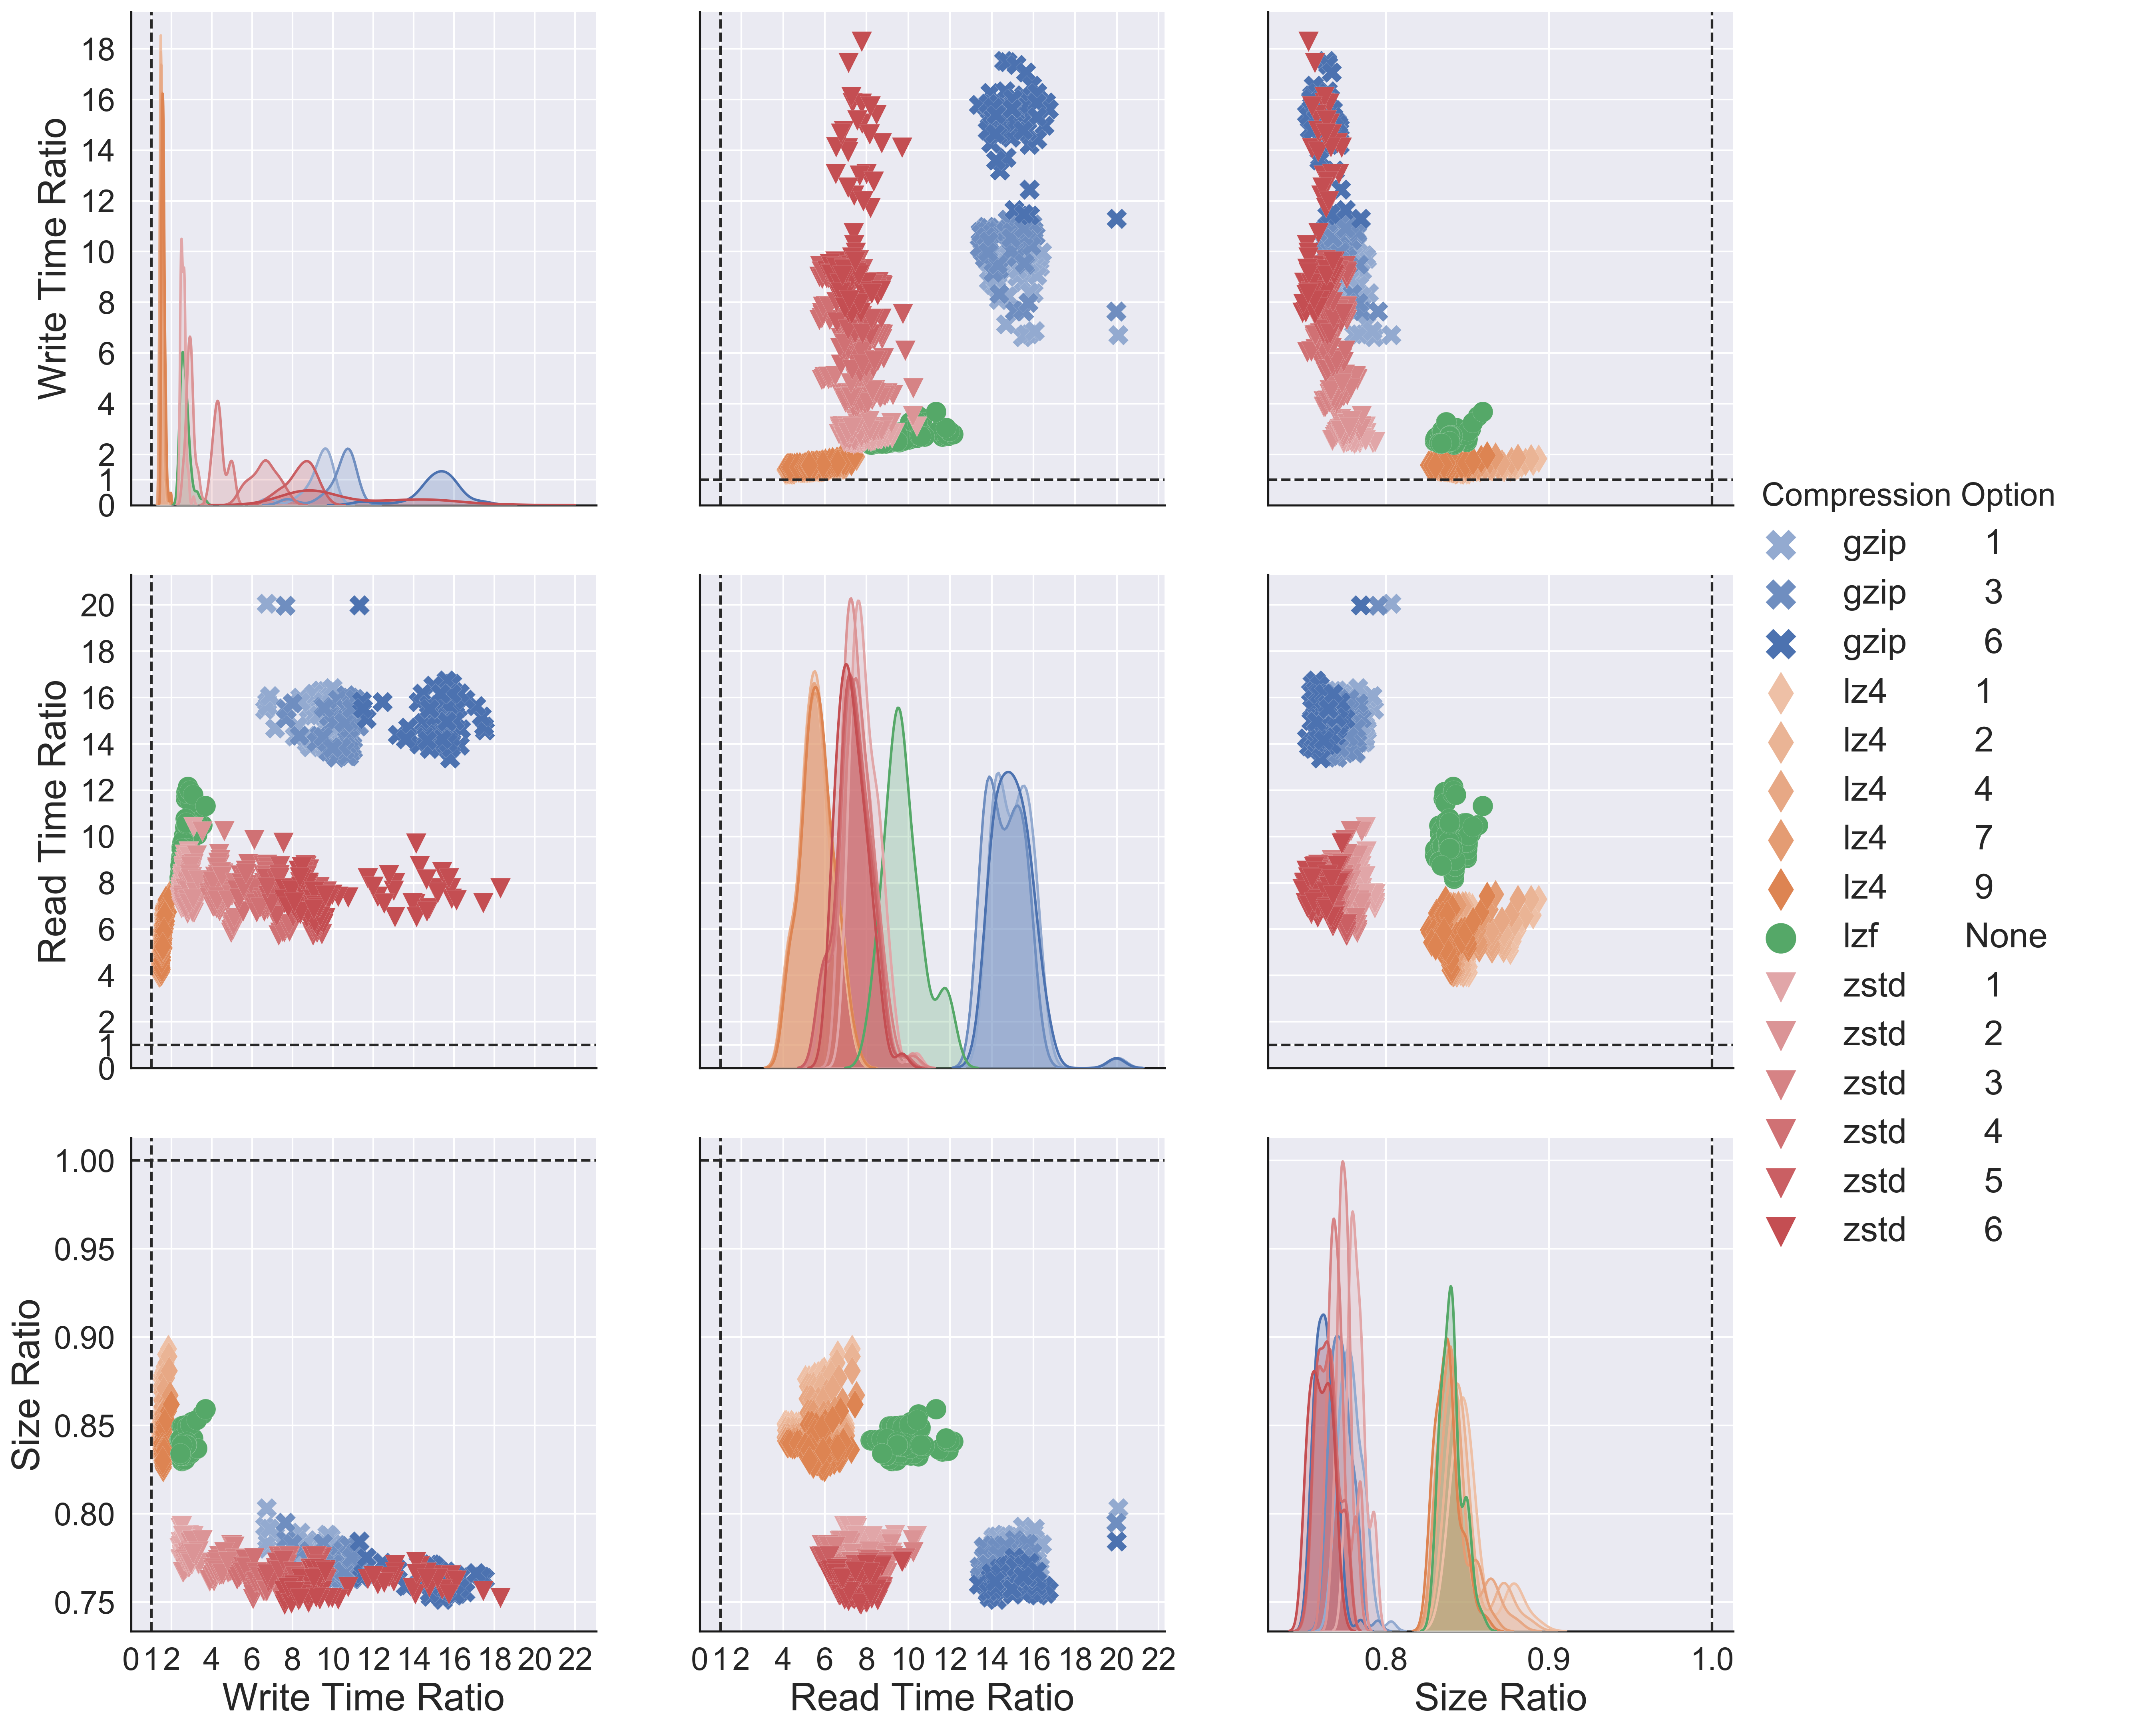 18
16
14
12
10
8
6
4
2
1
0
Write Time Ratio
20
18
16
14
12
10
8
6
4
2
1
0
Read Time Ratio
1.00
0.95
0.90
0.85
0.80
0.75
Size Ratio
0 1 2 4 6 8 10 12 14 16 18 20 22
Write Time Ratio
0 1 2 4 6 8 10 12 14 16 18 20 22
Read Time Ratio
0.8 0.9 1.0
Size Ratio
Compression Option
gzip 1
gzip 3
gzip 6
lz4 1
lz4 2
lz4 4
lz4 7
lz4 9
lzf None
zstd 1
zstd 2
zstd 3
zstd 4
zstd 5
zstd 6